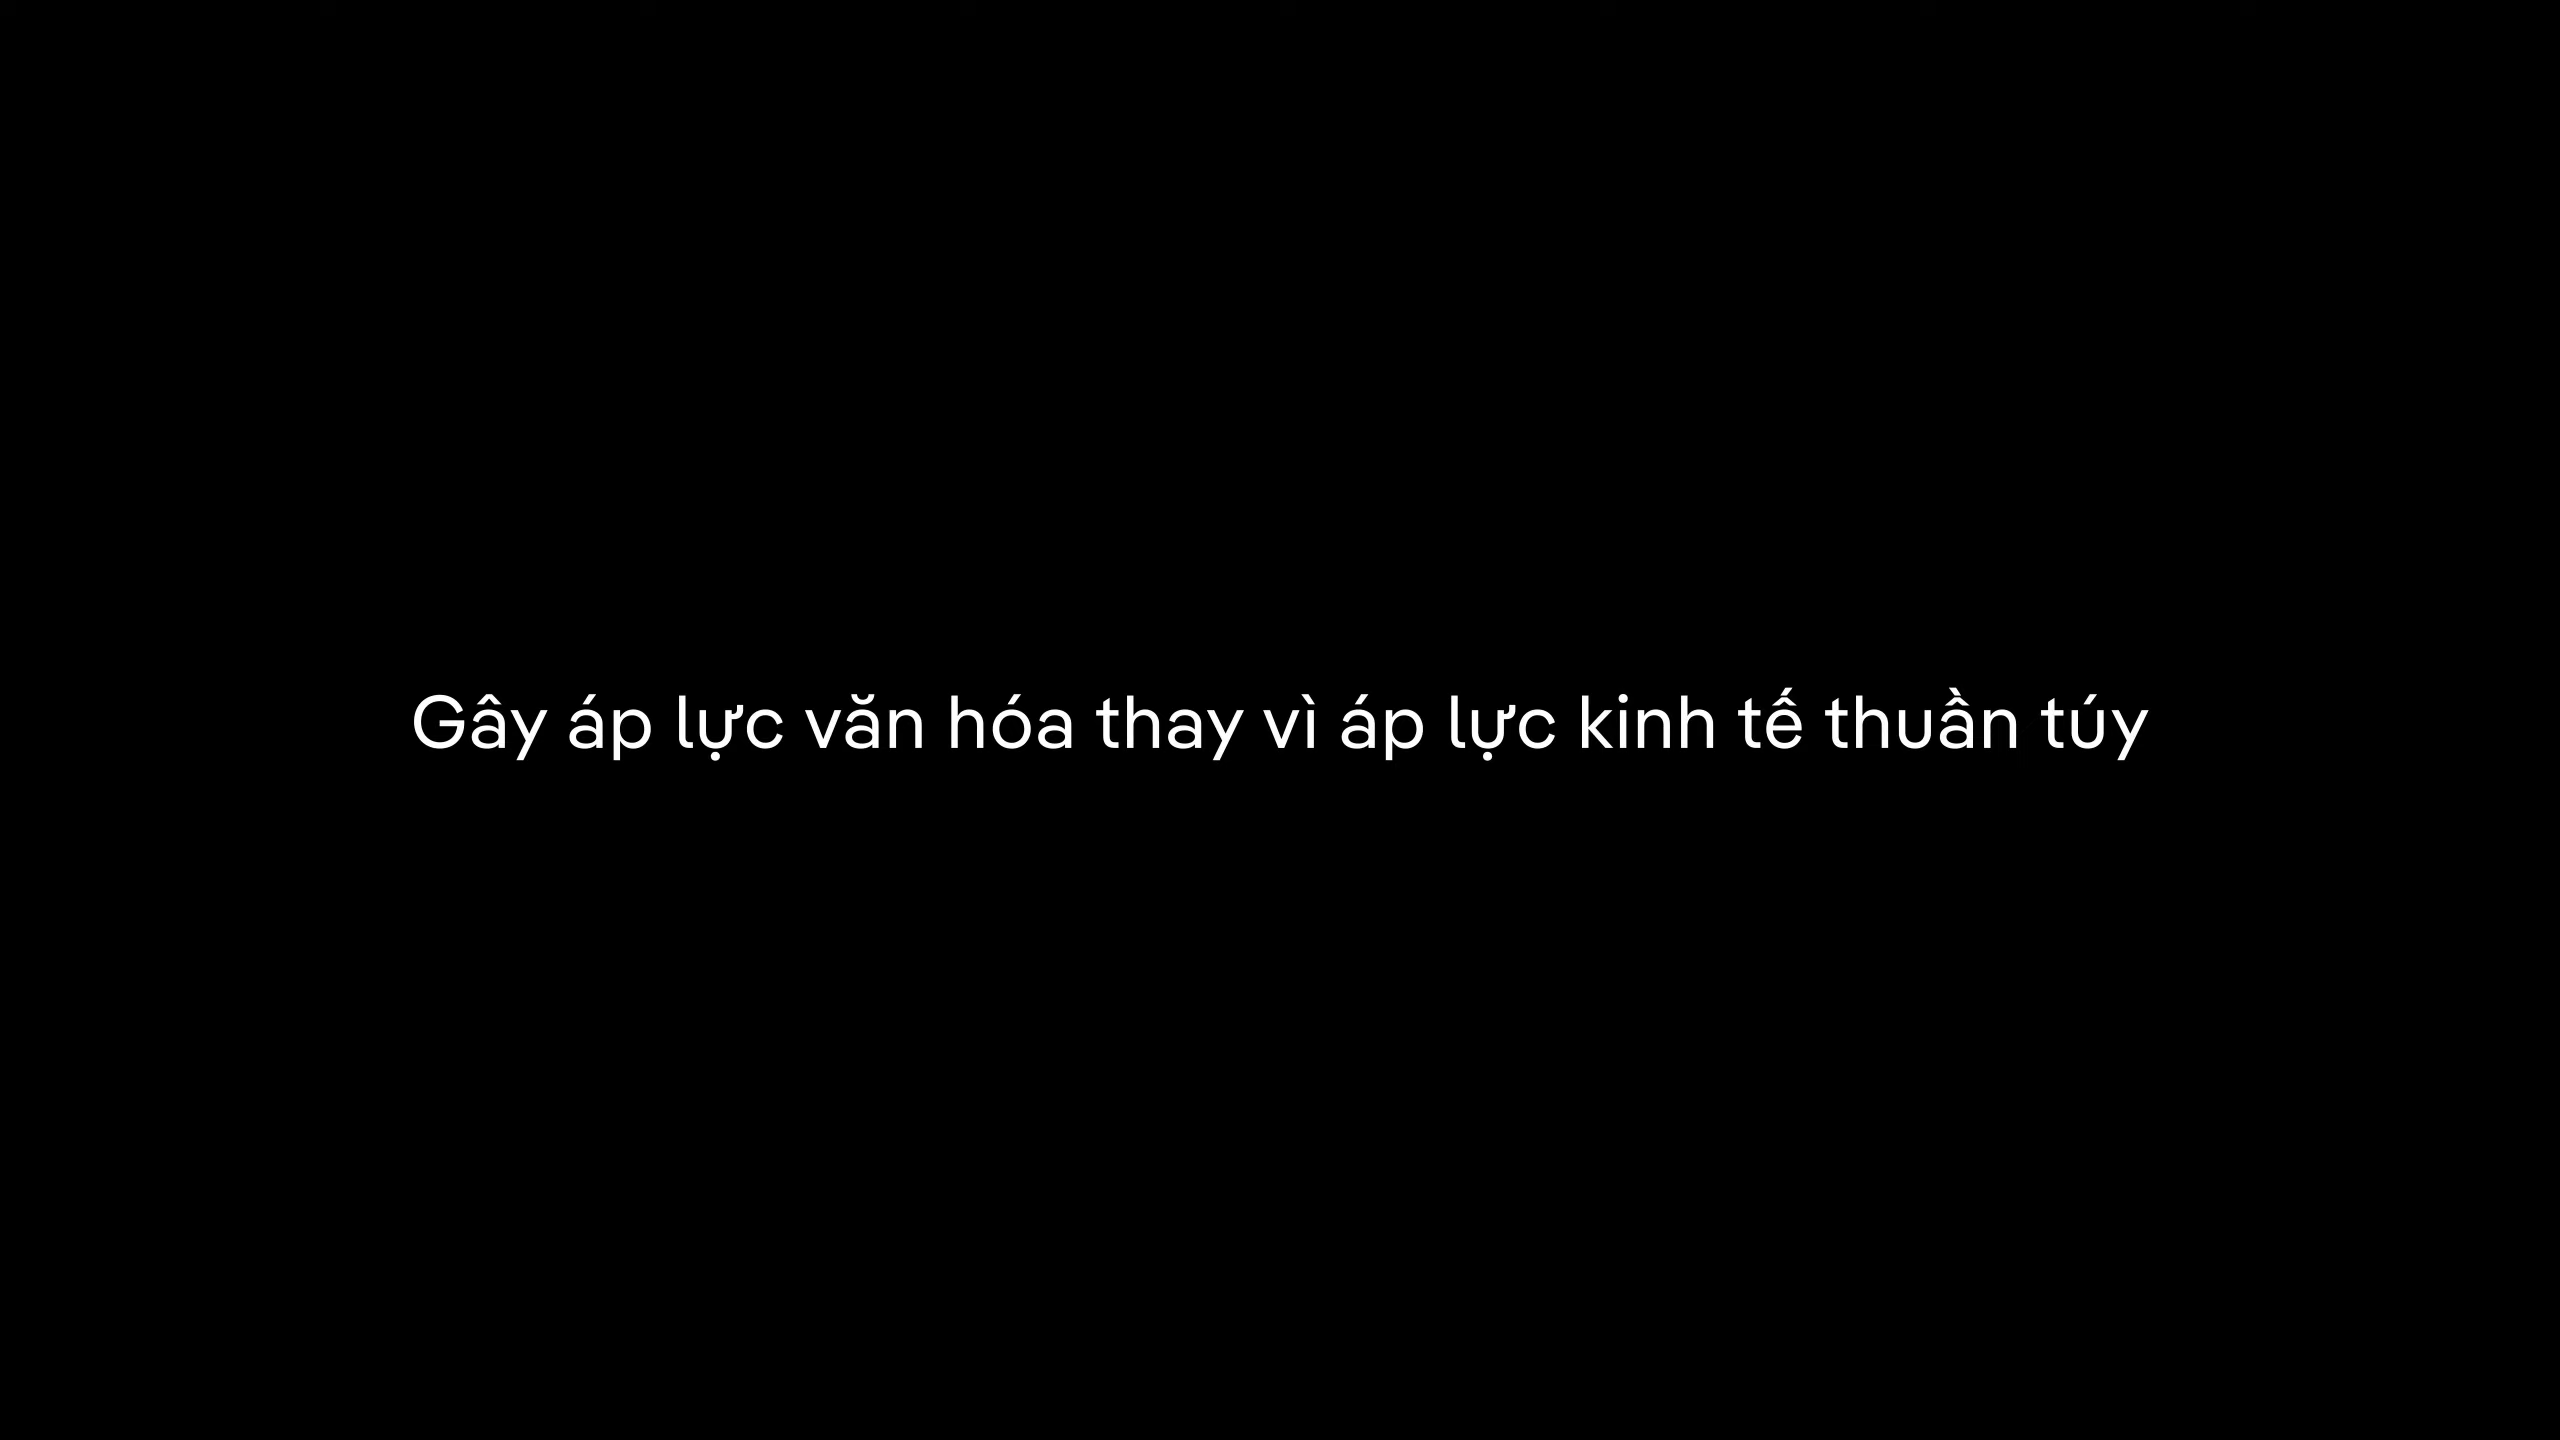 Gây áp lực văn hóa thay vì áp lực kinh tế thuần túy